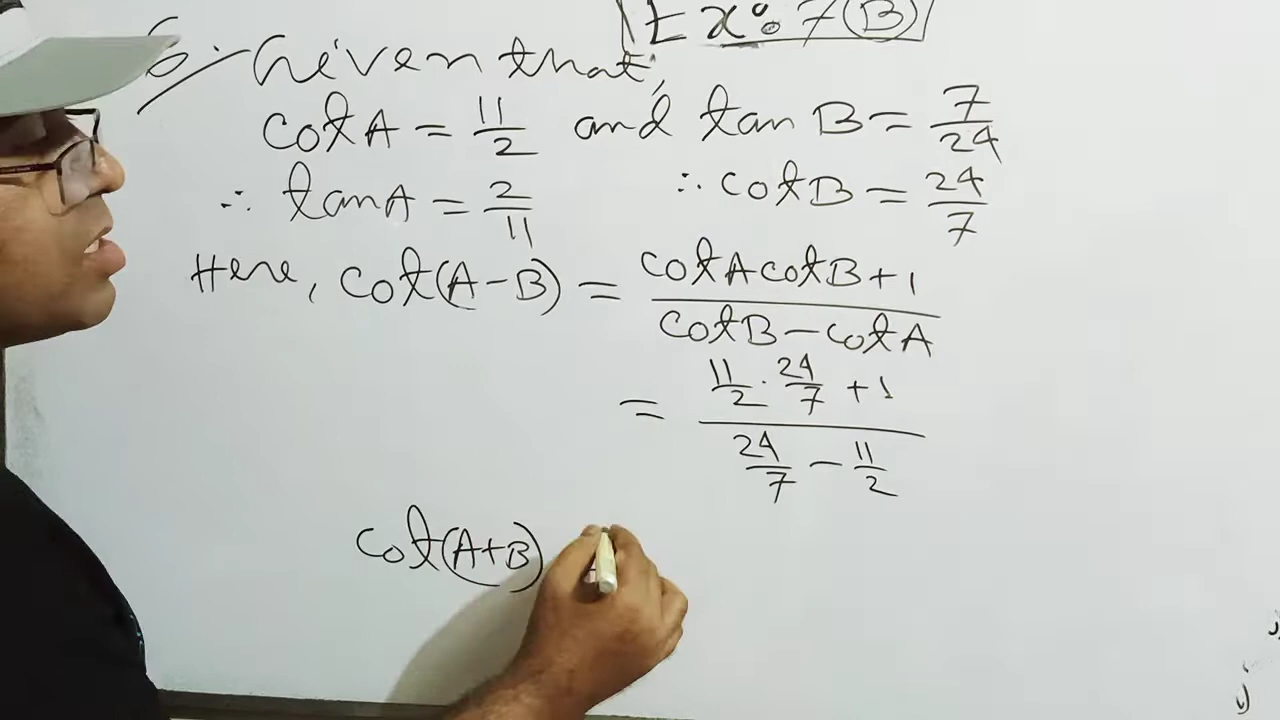 Ex: 7(B)
6. Given that,
cot A = 11/2 and tan B = 7/24
∴ tan A = 2/11 ∴ cot B = 24/7
Here, cot(A-B) = (cot A cot B + 1)/(cot B - cot A)
= (11/2 · 24/7 + 1)/(24/7 - 11/2)
cot(A+B)